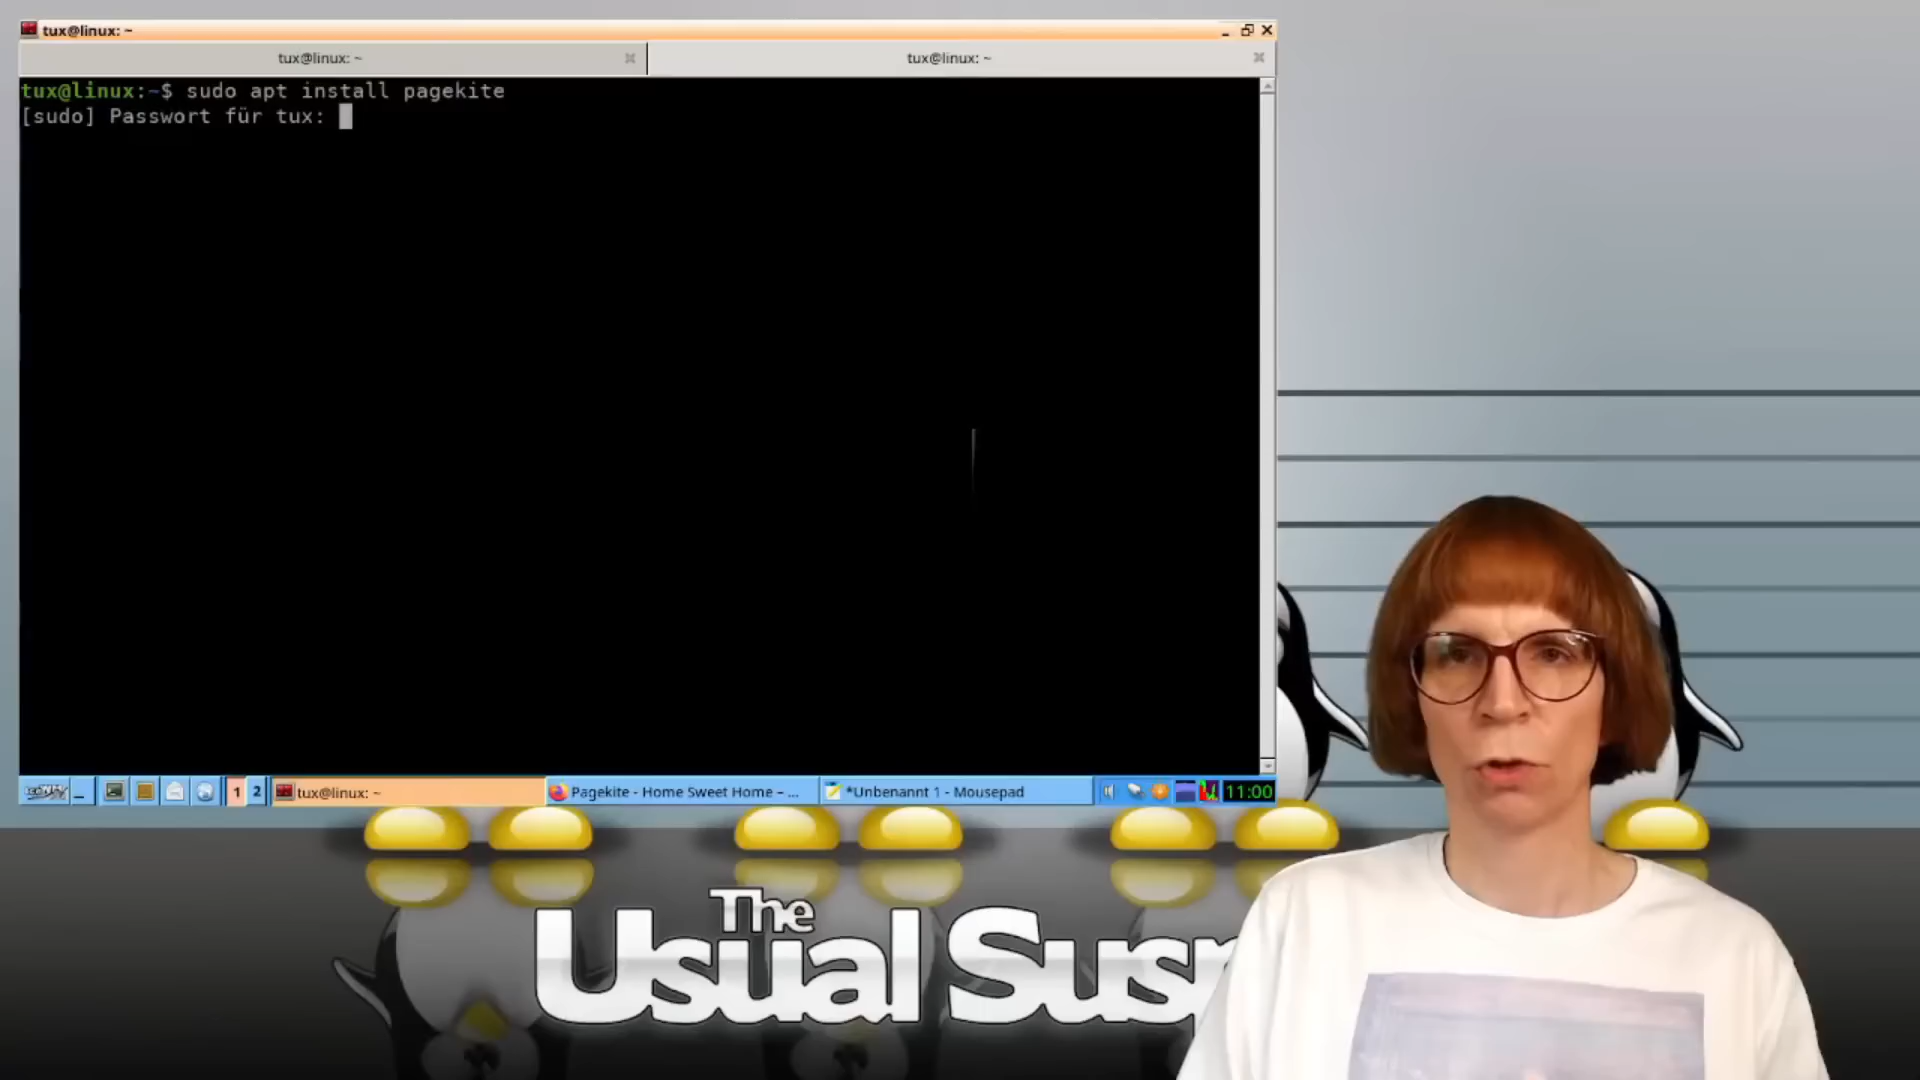 tux@linux: ~
tux@linux: ~
tux@linux: ~
tux@linux:~$ sudo apt install pagekite
[sudo] Passwort für tux:
1 2
tux@linux: ~
Pagekite - Home Sweet Home – ...
*Unbenannt 1 - Mousepad
11:00
The
Usual Susp